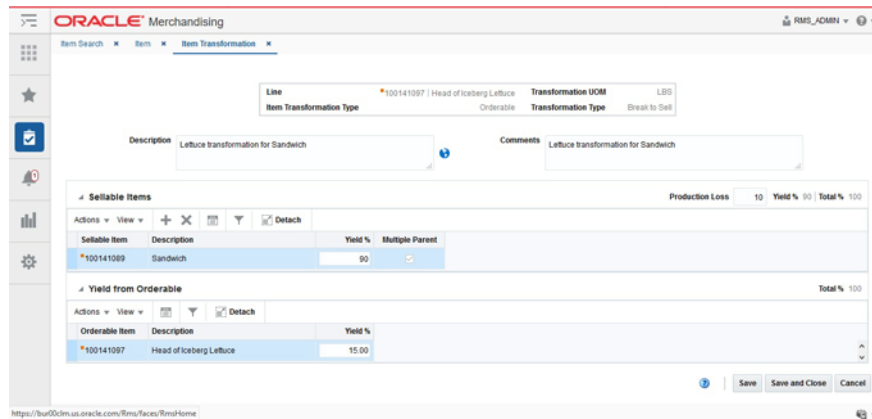 ORACLE® Merchandising
RMS_ADMIN
Item Search × Item × Item Transformation ×
Line *100141097 | Head of Iceberg Lettuce Transformation UOM LBS
Item Transformation Type Orderable Transformation Type Break to Sell
Description Lettuce transformation for Sandwich Comments Lettuce transformation for Sandwich
Sellable Items Production Loss 10 Yield % 90 Total % 100
Actions View Detach
Sellable Item Description Yield % Multiple Parent
*100141089 Sandwich 90
Yield from Orderable Total % 100
Actions View Detach
Orderable Item Description Yield %
*100141097 Head of Iceberg Lettuce 15.00
Save Save and Close Cancel
https://bur00clm.us.oracle.com/Rms/faces/RmsHome